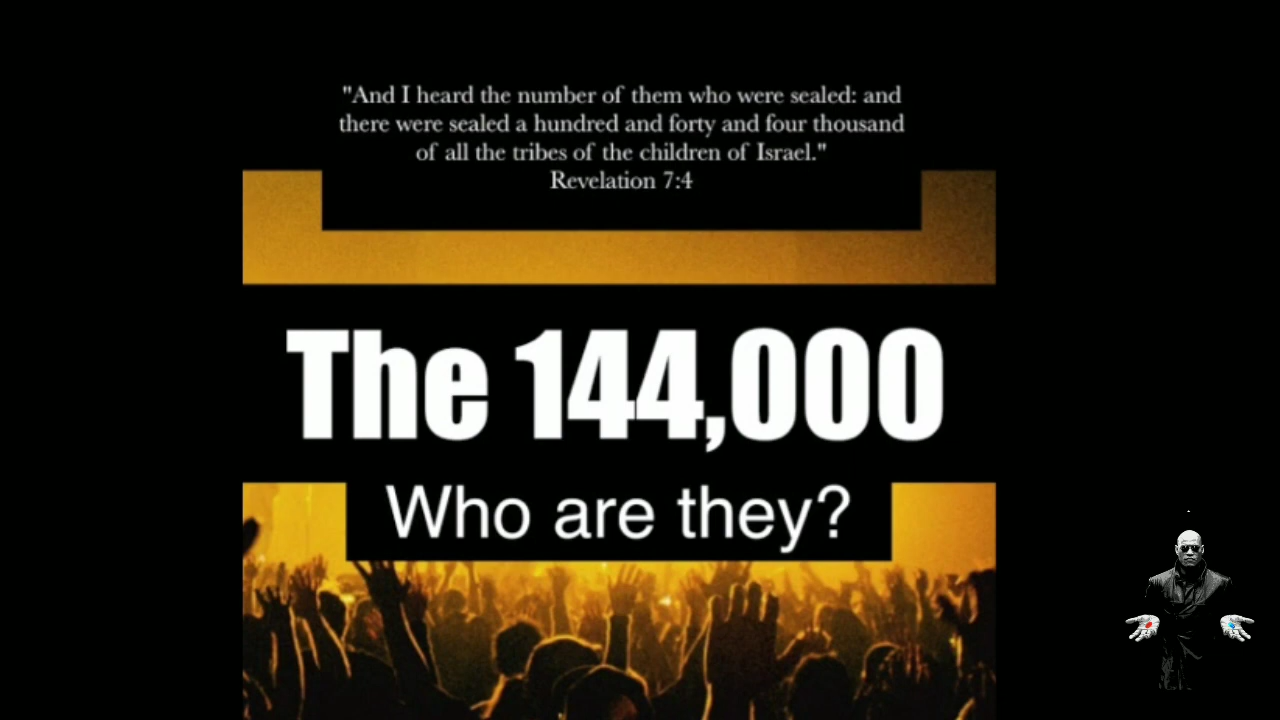 "And I heard the number of them who were sealed: and
there were sealed a hundred and forty and four thousand
of all the tribes of the children of Israel."
Revelation 7:4
The 144,000
Who are they?